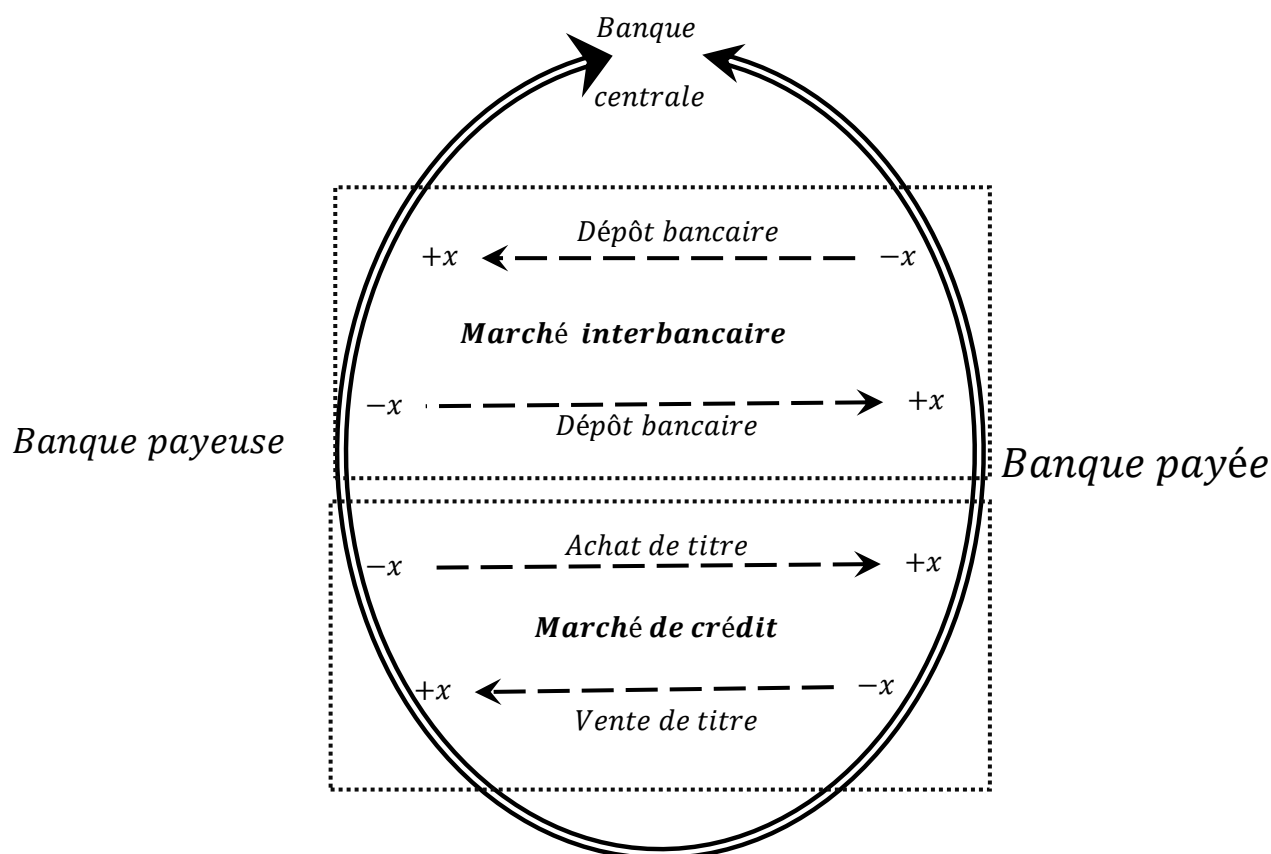 Banque
centrale
Dépôt bancaire
+x −x
Marché interbancaire
−x +x
Dépôt bancaire
Banque payeuse
Banque payée
Achat de titre
−x +x
Marché de crédit
+x −x
Vente de titre